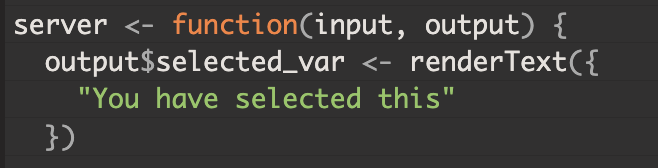 server <- function(input, output) {
  output$selected_var <- renderText({
    "You have selected this"
  })